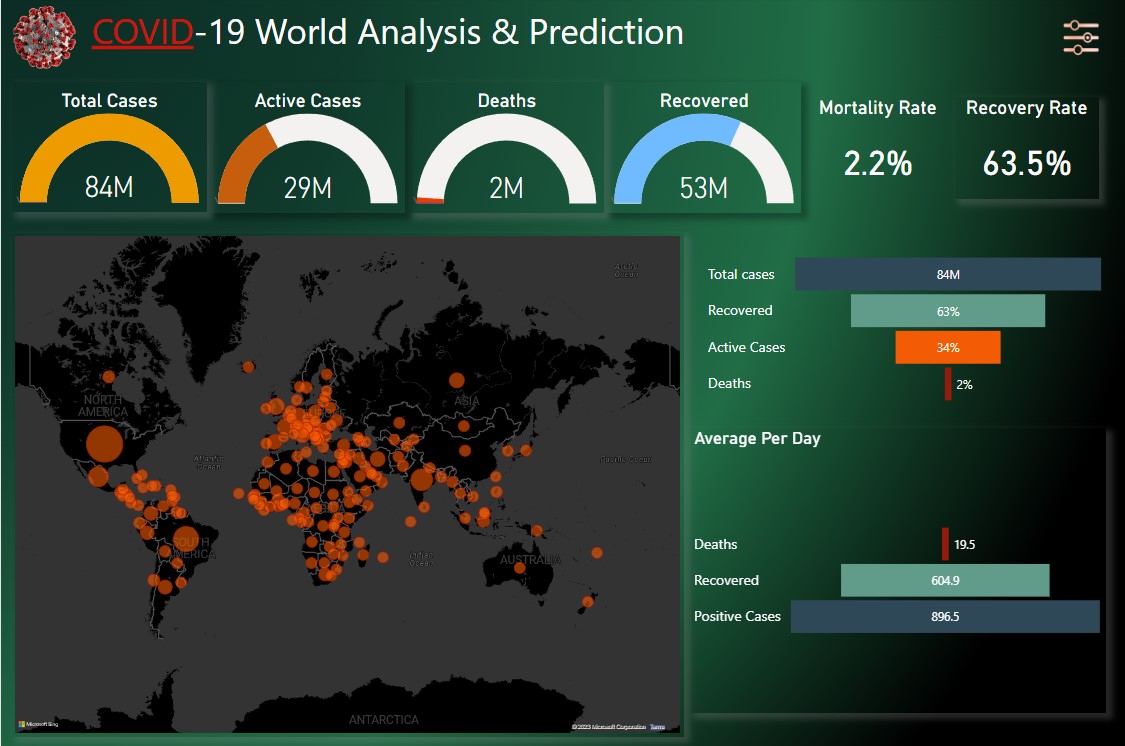 COVID-19 World Analysis & Prediction
Total Cases
84M
Active Cases
29M
Deaths
2M
Recovered
53M
Mortality Rate
2.2%
Recovery Rate
63.5%
Arctic
Ocean
NORTH
AMERICA
EUROPE
ASIA
Atlantic
Ocean
Pacific Ocean
SOUTH
AMERICA
Indian
Ocean
AUSTRALIA
ANTARCTICA
Microsoft Bing
©2023 Microsoft Corporation Terms
Total cases 84M
Recovered 63%
Active Cases 34%
Deaths 2%
Average Per Day
Deaths 19.5
Recovered 604.9
Positive Cases 896.5